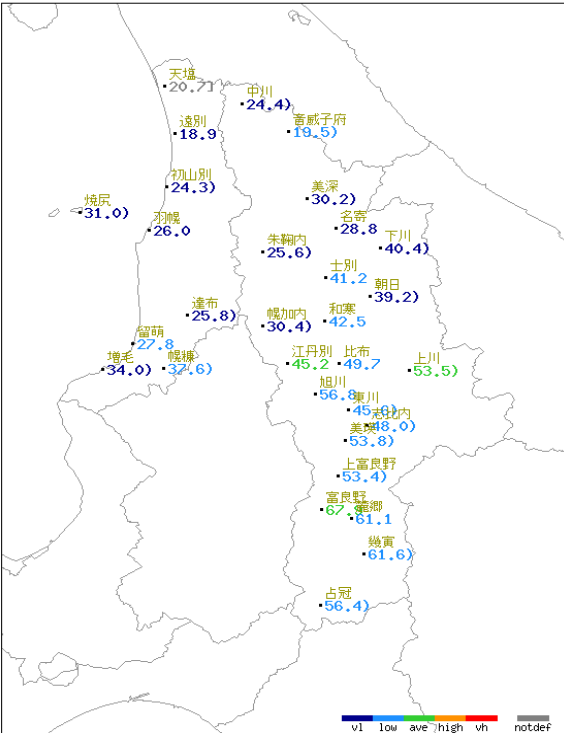 天塩
20.7]
中川
24.4)
音威子府
19.5)
遠別
18.9
初山別
24.3)
焼尻
31.0)
羽幌
26.0
美深
30.2)
名寄
28.8
下川
40.4)
朱鞠内
25.6)
士別
41.2
朝日
39.2)
達布
25.8)
幌加内
30.4)
和寒
42.5
留萌
27.8
増毛
34.0)
幌糠
37.6)
江丹別
45.2
比布
49.7
上川
53.5)
旭川
56.8
東川
45.6)
志比内
48.0)
美瑛
53.8)
上富良野
53.4)
富良野
67.9
麓郷
61.1
幾寅
61.6)
占冠
56.4)
vl low ave high vh notdef